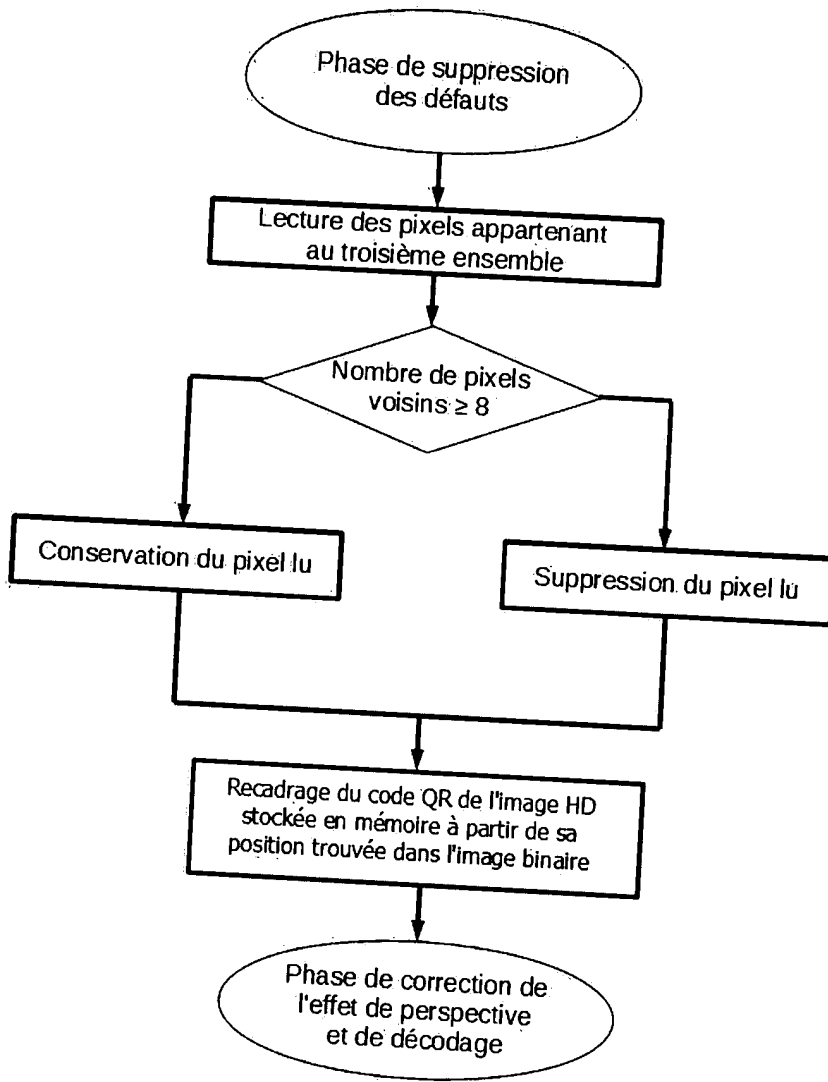 Phase de suppression
des défauts
Lecture des pixels appartenant
au troisième ensemble
Nombre de pixels
voisins ≥ 8
Conservation du pixel lu
Suppression du pixel lu
Recadrage du code QR de l'image HD
stockée en mémoire à partir de sa
position trouvée dans l'image binaire
Phase de correction de
l'effet de perspective
et de décodage